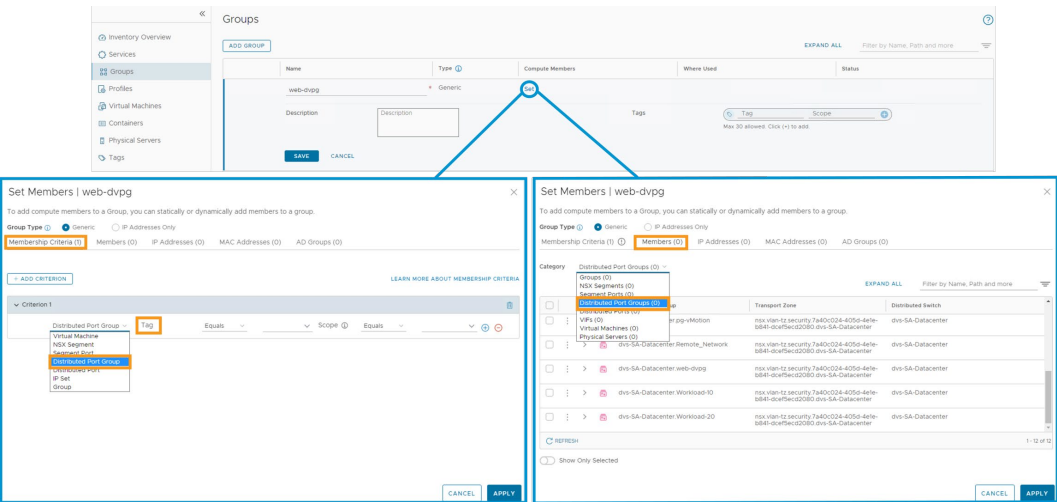 «
Groups
Inventory Overview
Services
Groups
Profiles
Virtual Machines
Containers
Physical Servers
Tags
ADD GROUP
EXPAND ALL Filter by Name, Path and more
Name Type Compute Members Where Used Status
web-dvpg * Generic Set
Description Description Tags Tag Scope
Max 30 allowed. Click (+) to add.
SAVE CANCEL
Set Members | web-dvpg
To add compute members to a Group, you can statically or dynamically add members to a group.
Group Type Generic IP Addresses Only
Membership Criteria (1) Members (0) IP Addresses (0) MAC Addresses (0) AD Groups (0)
+ ADD CRITERION LEARN MORE ABOUT MEMBERSHIP CRITERIA
Criterion 1
Distributed Port Group Tag Equals Scope Equals
Virtual Machine
NSX Segment
Segment Port
Distributed Port Group
Distributed Port
IP Set
Group
CANCEL APPLY
Set Members | web-dvpg
To add compute members to a Group, you can statically or dynamically add members to a group.
Group Type Generic IP Addresses Only
Membership Criteria (1) Members (0) IP Addresses (0) MAC Addresses (0) AD Groups (0)
Category Distributed Port Groups (0)
Groups (0)
NSX Segments (0)
Segment Ports (0)
Distributed Port Groups (0)
Distributed Ports (0)
VIFs (0)
Virtual Machines (0)
Physical Servers (0)
EXPAND ALL Filter by Name, Path and more
Transport Zone Distributed Switch
er.pg-vMotion nsx.vlan-tz.security.7a40c024-405d-4e1e- dvs-SA-Datacenter
b841-dcef5ecd2080.dvs-SA-Datacenter
dvs-SA-Datacenter.Remote_Network nsx.vlan-tz.security.7a40c024-405d-4e1e- dvs-SA-Datacenter
b841-dcef5ecd2080.dvs-SA-Datacenter
dvs-SA-Datacenter.web-dvpg nsx.vlan-tz.security.7a40c024-405d-4e1e- dvs-SA-Datacenter
b841-dcef5ecd2080.dvs-SA-Datacenter
dvs-SA-Datacenter.Workload-10 nsx.vlan-tz.security.7a40c024-405d-4e1e- dvs-SA-Datacenter
b841-dcef5ecd2080.dvs-SA-Datacenter
dvs-SA-Datacenter.Workload-20 nsx.vlan-tz.security.7a40c024-405d-4e1e- dvs-SA-Datacenter
b841-dcef5ecd2080.dvs-SA-Datacenter
REFRESH 1 - 12 of 12
Show Only Selected
CANCEL APPLY